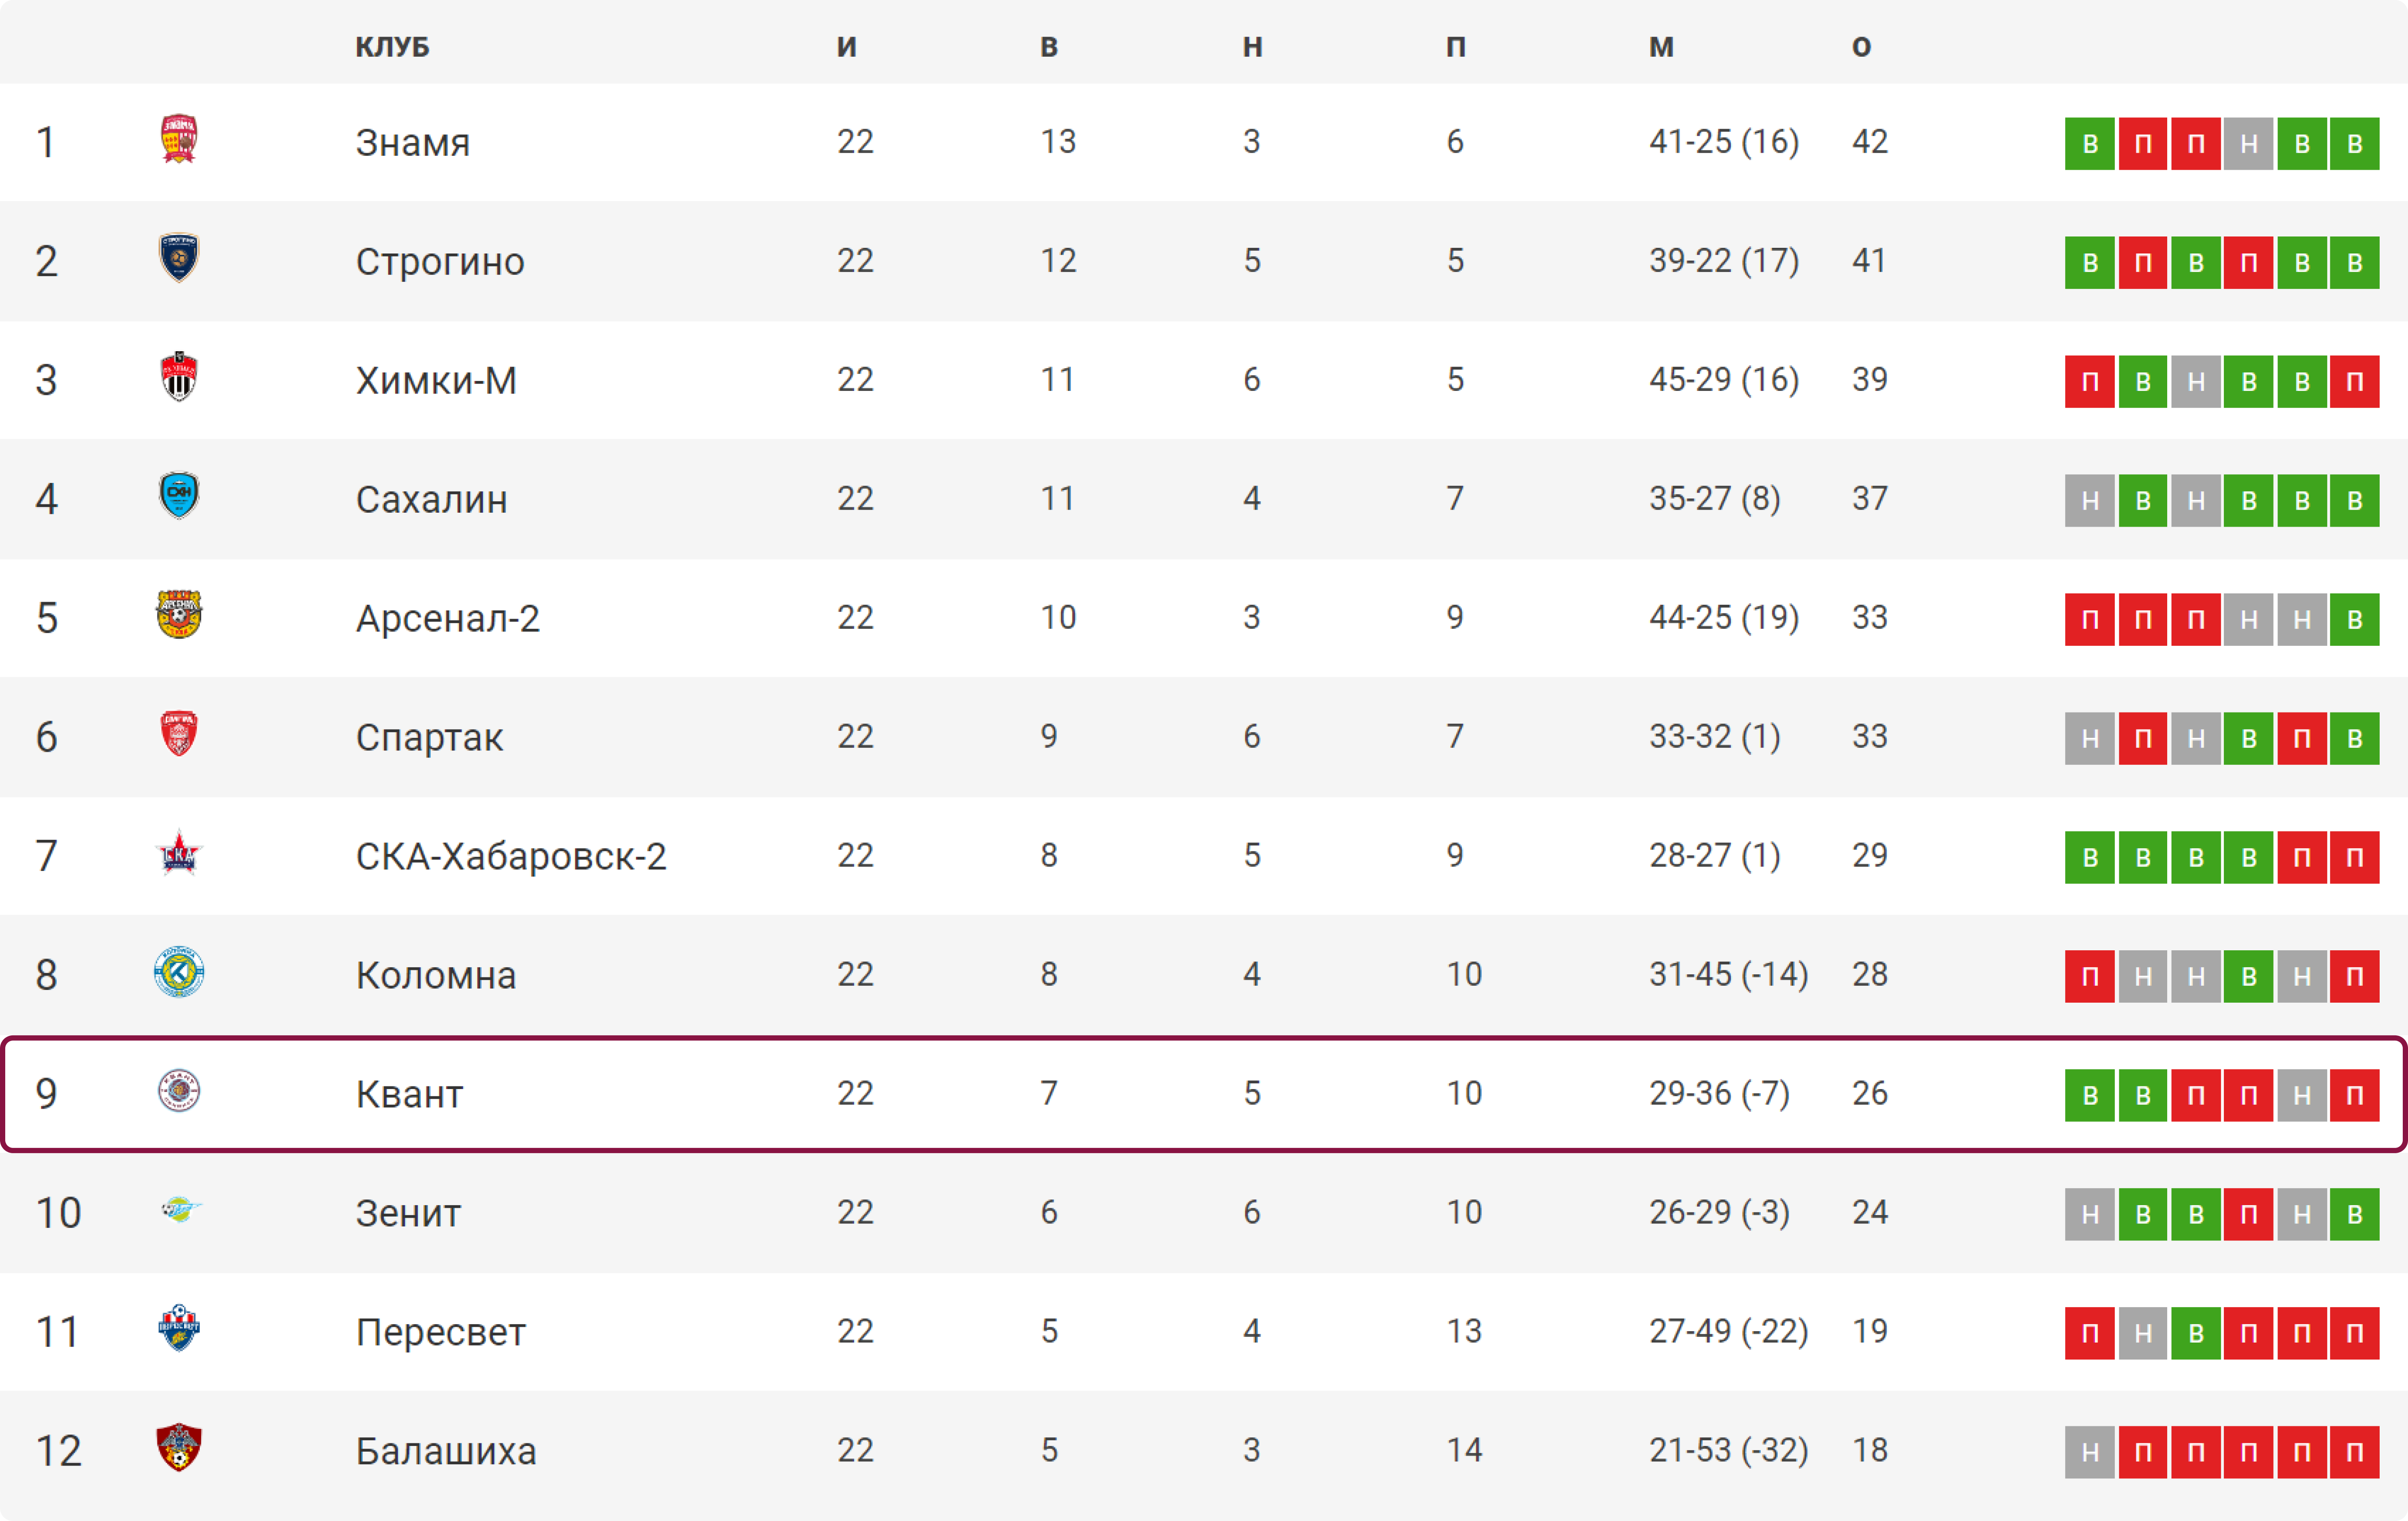 КЛУБ И В Н П М О
1 Знамя 22 13 3 6 41-25 (16) 42 В П П Н В В
2 Строгино 22 12 5 5 39-22 (17) 41 В П В П В В
3 Химки-М 22 11 6 5 45-29 (16) 39 П В Н В В П
4 Сахалин 22 11 4 7 35-27 (8) 37 Н В Н В В В
5 Арсенал-2 22 10 3 9 44-25 (19) 33 П П П Н Н В
6 Спартак 22 9 6 7 33-32 (1) 33 Н П Н В П В
7 СКА-Хабаровск-2 22 8 5 9 28-27 (1) 29 В В В В П П
8 Коломна 22 8 4 10 31-45 (-14) 28 П Н Н В Н П
9 Квант 22 7 5 10 29-36 (-7) 26 В В П П Н П
10 Зенит 22 6 6 10 26-29 (-3) 24 Н В В П Н В
11 Пересвет 22 5 4 13 27-49 (-22) 19 П Н В П П П
12 Балашиха 22 5 3 14 21-53 (-32) 18 Н П П П П П